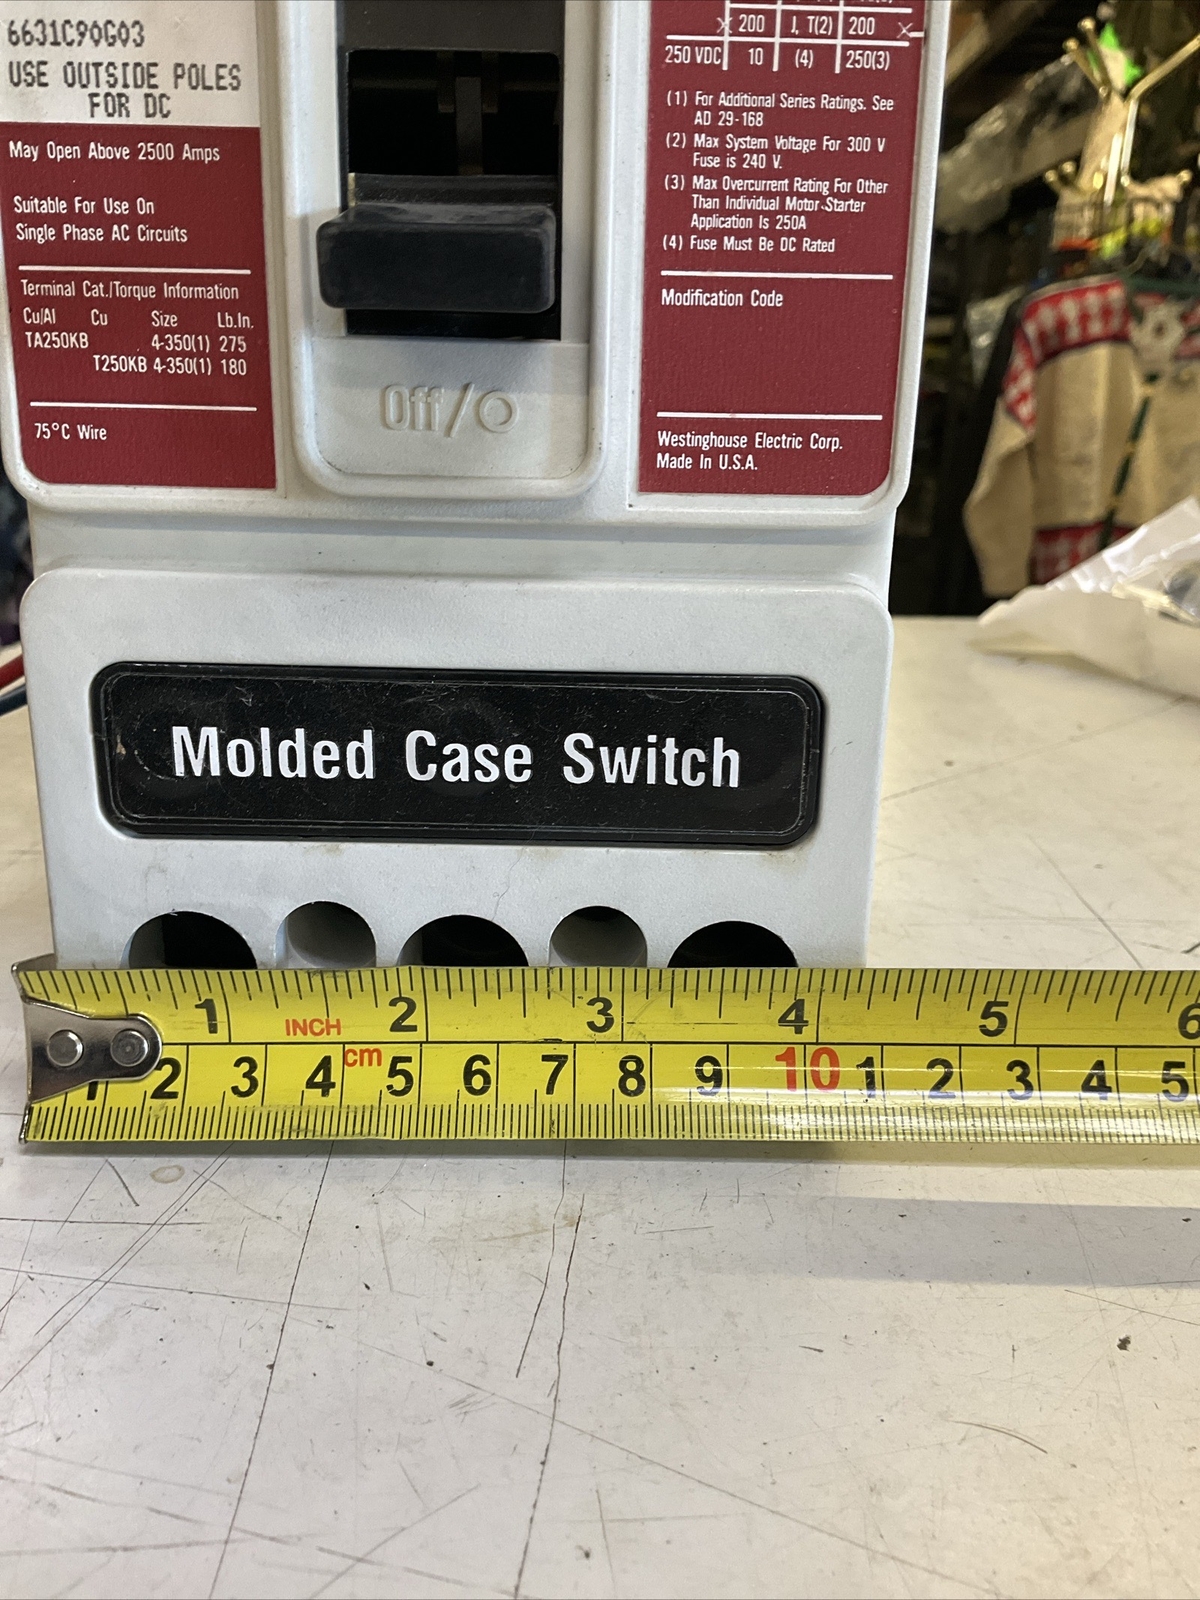 6631C90G03
USE OUTSIDE POLES
FOR DC
May Open Above 2500 Amps
Suitable For Use On
Single Phase AC Circuits
Terminal Cat./Torque Information
Cu/Al Cu Size Lb.In.
TA250KB 4-350(1) 275
T250KB 4-350(1) 180
75°C Wire
Off/O
200 J, T(2) 200
250 VDC 10 (4) 250(3)
(1) For Additional Series Ratings. See
AD 29-168
(2) Max System Voltage For 300 V
Fuse is 240 V.
(3) Max Overcurrent Rating For Other
Than Individual Motor Starter
Application Is 250A
(4) Fuse Must Be DC Rated
Modification Code
Westinghouse Electric Corp.
Made In U.S.A.
Molded Case Switch
1 INCH 2 3 4 5 6
1 2 3 4 cm 5 6 7 8 9 10 1 2 3 4 5